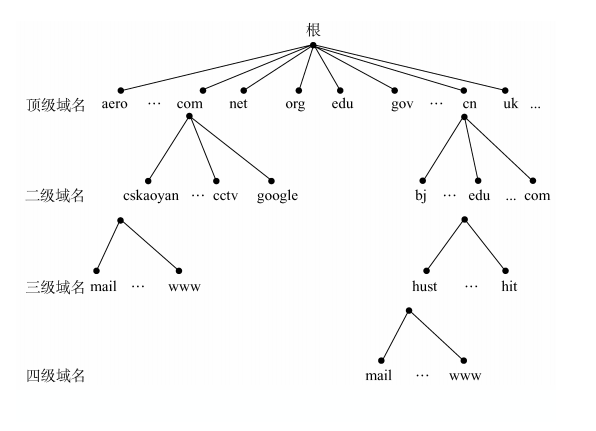 根
顶级域名 aero … com net org edu gov … cn uk ...
二级域名 cskaoyan … cctv google bj … edu ... com
三级域名 mail … www hust … hit
四级域名 mail … www